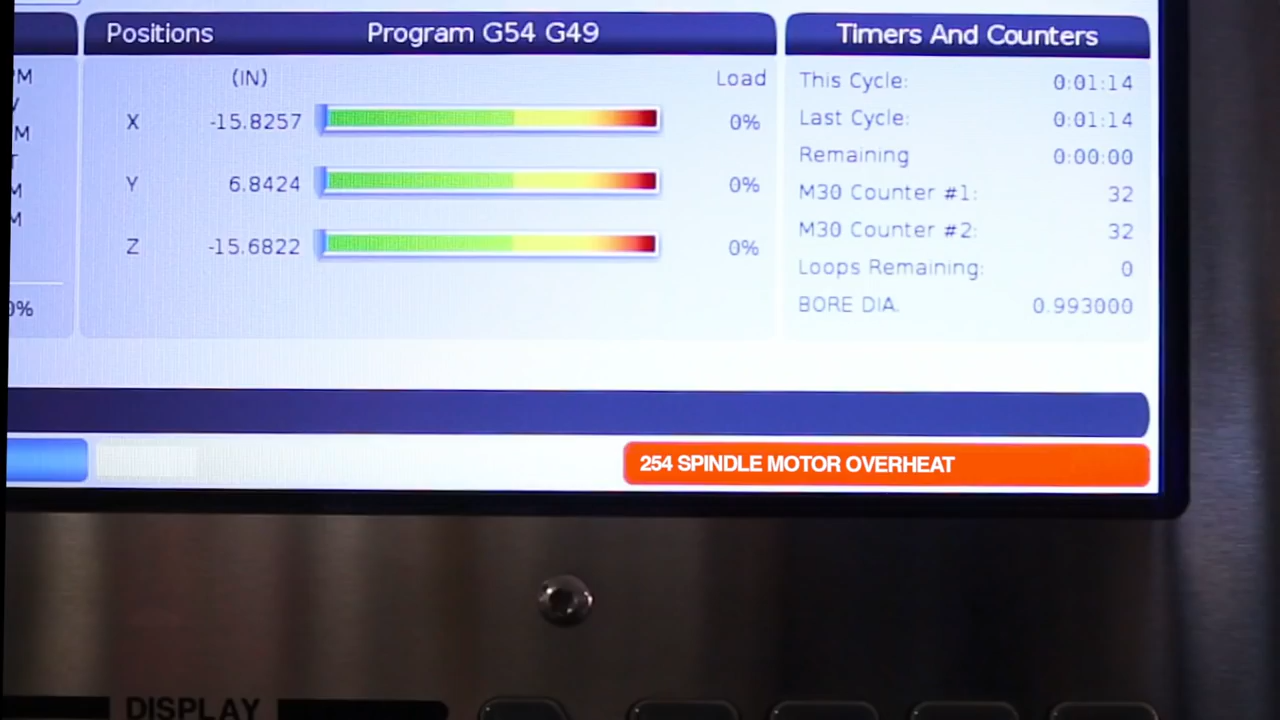 Positions Program G54 G49
(IN) Load
X -15.8257 0%
Y 6.8424 0%
Z -15.6822 0%
Timers And Counters
This Cycle: 0:01:14
Last Cycle: 0:01:14
Remaining 0:00:00
M30 Counter #1: 32
M30 Counter #2: 32
Loops Remaining: 0
BORE DIA. 0.993000
254 SPINDLE MOTOR OVERHEAT
DISPLAY